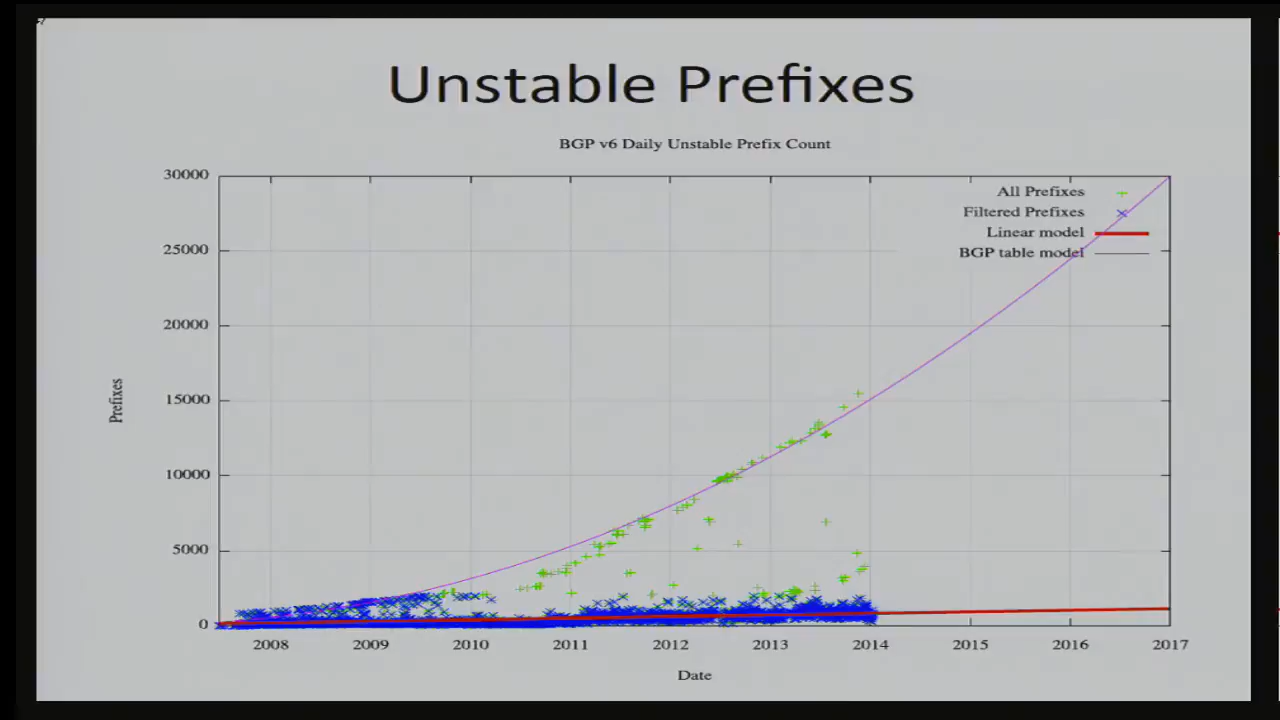 Unstable Prefixes
BGP v6 Daily Unstable Prefix Count
30000
25000
20000
15000
10000
5000
0
Prefixes
All Prefixes
Filtered Prefixes
Linear model
BGP table model
2008 2009 2010 2011 2012 2013 2014 2015 2016 2017
Date